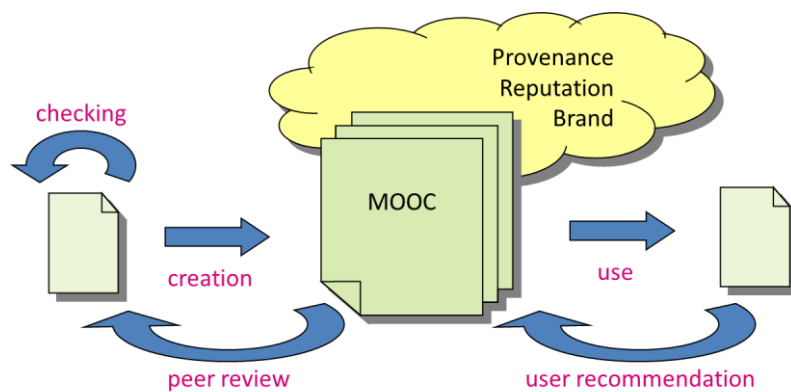 Provenance
Reputation
Brand
checking
MOOC
creation
use
peer review
user recommendation